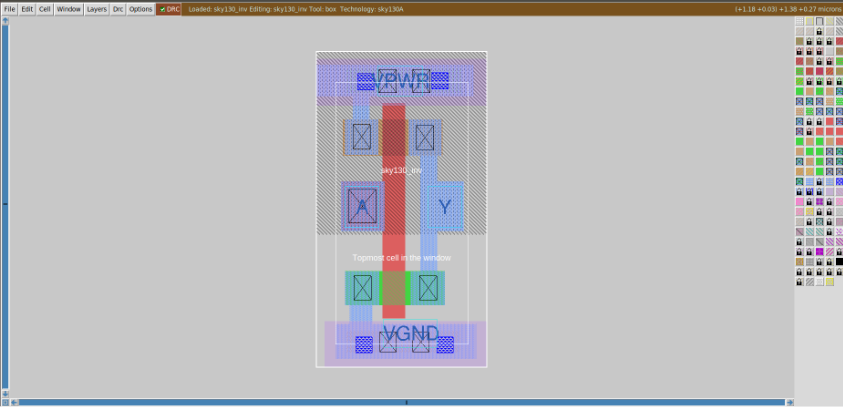 File Edit Cell Window Layers Drc Options DRC Loaded: sky130_inv Editing: sky130_inv Tool: box Technology: sky130A (+1.18 +0.03) +1.38 +0.27 microns
VPWR
sky130_inv
A Y
Topmost cell in the window
VGND